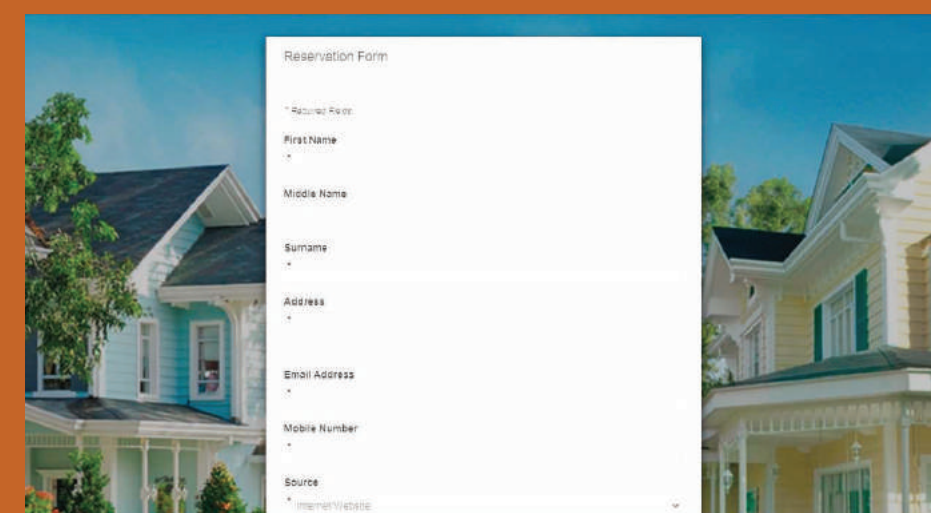 Reservation Form
* Required Fields
First Name
*
Middle Name
Surname
*
Address
*
Email Address
*
Mobile Number
*
Source
* Internet/Website